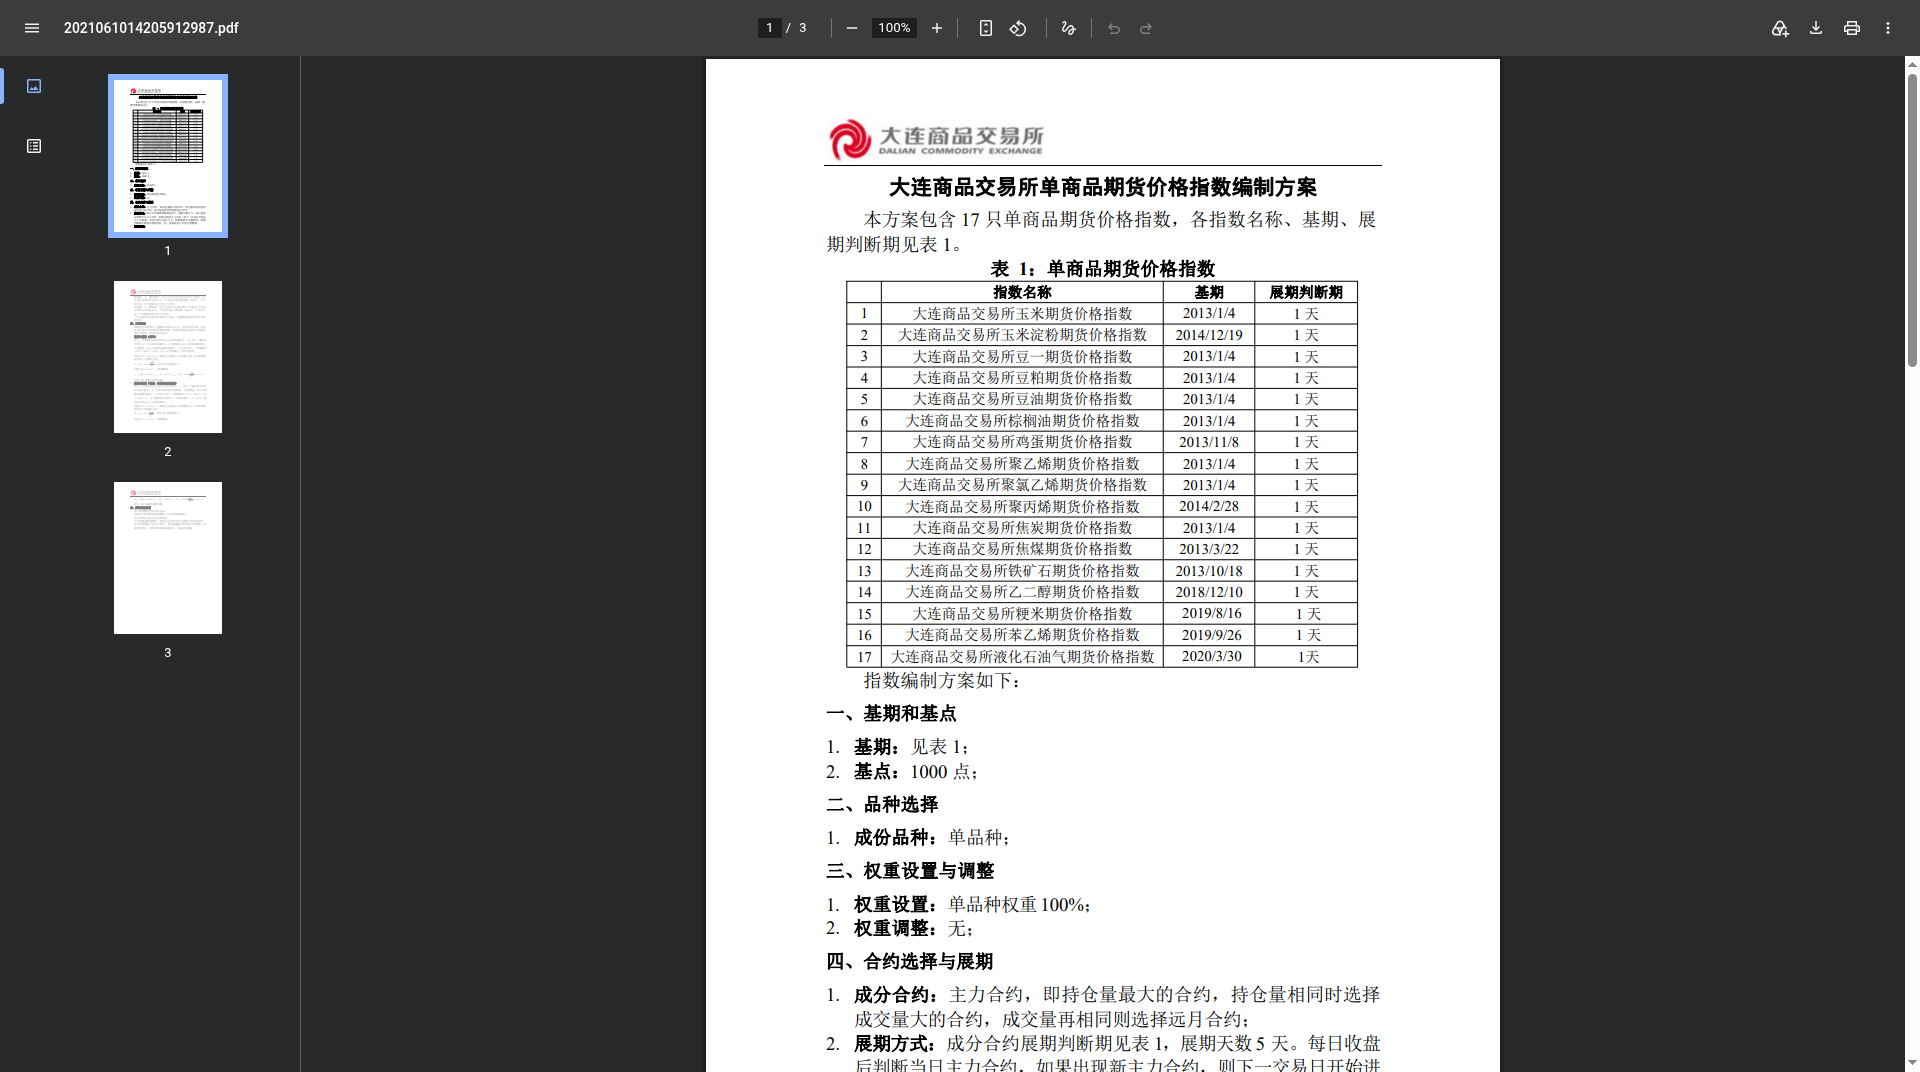 2021061014205912987.pdf
1 / 3
100%
1
2
3
大连商品交易所
DALIAN COMMODITY EXCHANGE
大连商品交易所单商品期货价格指数编制方案
本方案包含 17 只单商品期货价格指数，各指数名称、基期、展
期判断期见表 1。
表 1：单商品期货价格指数
指数名称 基期 展期判断期
1 大连商品交易所玉米期货价格指数 2013/1/4 1 天
2 大连商品交易所玉米淀粉期货价格指数 2014/12/19 1 天
3 大连商品交易所豆一期货价格指数 2013/1/4 1 天
4 大连商品交易所豆粕期货价格指数 2013/1/4 1 天
5 大连商品交易所豆油期货价格指数 2013/1/4 1 天
6 大连商品交易所棕榈油期货价格指数 2013/1/4 1 天
7 大连商品交易所鸡蛋期货价格指数 2013/11/8 1 天
8 大连商品交易所聚乙烯期货价格指数 2013/1/4 1 天
9 大连商品交易所聚氯乙烯期货价格指数 2013/1/4 1 天
10 大连商品交易所聚丙烯期货价格指数 2014/2/28 1 天
11 大连商品交易所焦炭期货价格指数 2013/1/4 1 天
12 大连商品交易所焦煤期货价格指数 2013/3/22 1 天
13 大连商品交易所铁矿石期货价格指数 2013/10/18 1 天
14 大连商品交易所乙二醇期货价格指数 2018/12/10 1 天
15 大连商品交易所粳米期货价格指数 2019/8/16 1 天
16 大连商品交易所苯乙烯期货价格指数 2019/9/26 1 天
17 大连商品交易所液化石油气期货价格指数 2020/3/30 1天
指数编制方案如下：
一、基期和基点
1. 基期：见表 1；
2. 基点：1000 点；
二、品种选择
1. 成份品种：单品种；
三、权重设置与调整
1. 权重设置：单品种权重 100%；
2. 权重调整：无；
四、合约选择与展期
1. 成分合约：主力合约，即持仓量最大的合约，持仓量相同时选择
成交量大的合约，成交量再相同则选择远月合约；
2. 展期方式：成分合约展期判断期见表 1，展期天数 5 天。每日收盘
后判断当日主力合约，如果出现新主力合约，则下一交易日开始进